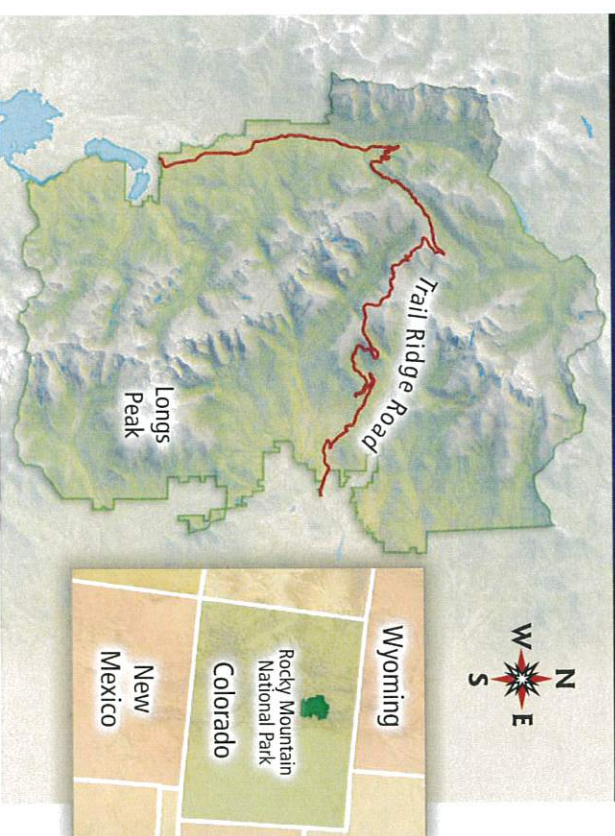 Trail Ridge Road
Longs
Peak
N
W
E
S
Wyoming
Rocky Mountain
National Park
Colorado
New
Mexico